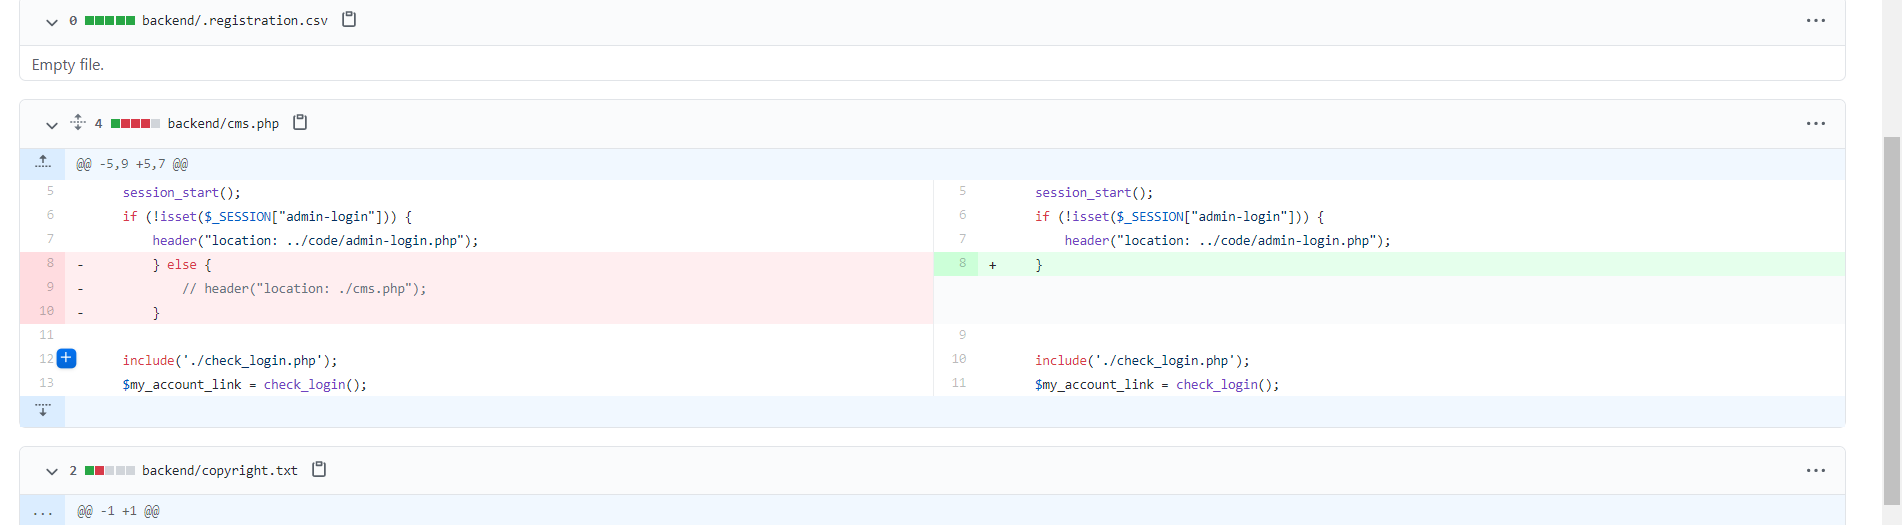 0 backend/.registration.csv ...
Empty file.
4 backend/cms.php ...
@@ -5,9 +5,7 @@
5 session_start();
6 if (!isset($_SESSION["admin-login"])) {
7 header("location: ../code/admin-login.php");
8 - } else {
9 - // header("location: ./cms.php");
10 - }
11
12 + include('./check_login.php');
13 $my_account_link = check_login();
5 session_start();
6 if (!isset($_SESSION["admin-login"])) {
7 header("location: ../code/admin-login.php");
8 + }
9
10 include('./check_login.php');
11 $my_account_link = check_login();
2 backend/copyright.txt ...
... @@ -1 +1 @@